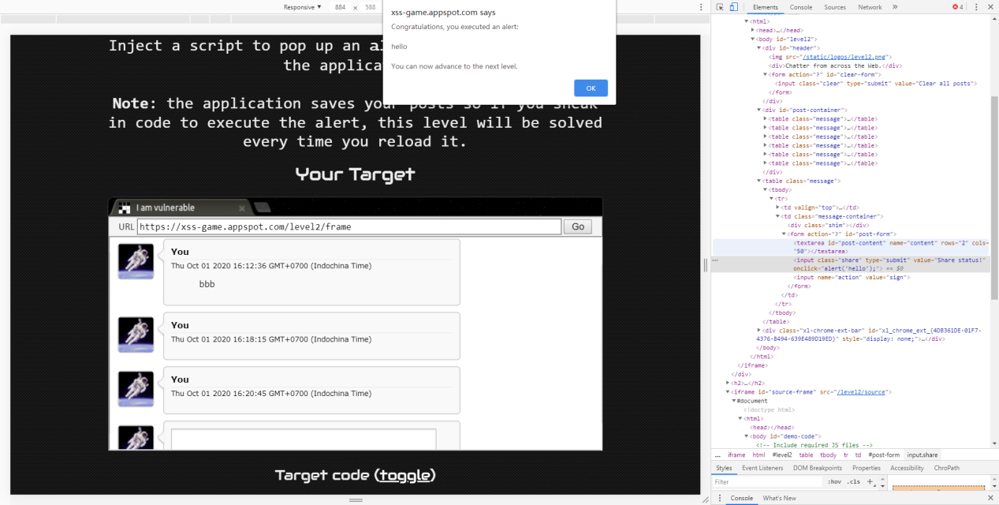 Responsive ▼ 884 x 588
xss-game.appspot.com says
Congratulations, you executed an alert:
hello
You can now advance to the next level.
OK
Inject a script to pop up an al
the applica
Note: the application saves your posts so if you sneak
in code to execute the alert, this level will be solved
every time you reload it.
Your Target
I am vulnerable ×
URL https://xss-game.appspot.com/level2/frame Go
You
Thu Oct 01 2020 16:12:36 GMT+0700 (Indochina Time)
bbb
You
Thu Oct 01 2020 16:18:15 GMT+0700 (Indochina Time)
You
Thu Oct 01 2020 16:20:45 GMT+0700 (Indochina Time)
Target code (toggle)
Elements Console Sources Network » 4
▼<html>
▶<head>…</head>
▼<body id="level2">
▼<div id="header">
<img src="/static/logos/level2.png">
<div>Chatter from across the Web.</div>
▼<form action="?" id="clear-form">
<input class="clear" type="submit" value="Clear all posts">
</form>
</div>
▼<div id="post-container">
▶<table class="message">…</table>
▶<table class="message">…</table>
▶<table class="message">…</table>
▶<table class="message">…</table>
▶<table class="message">…</table>
▶<table class="message">…</table>
</div>
▼<table class="message">
▼<tbody>
▼<tr>
▶<td valign="top">…</td>
▼<td class="message-container">
<div class="shim"></div>
▼<form action="?" id="post-form">
<textarea id="post-content" name="content" rows="2" cols=
"50"></textarea>
<input class="share" type="submit" value="Share status!"
onclick="alert('hello');"> == $0
<input name="action" value="sign">
</form>
</td>
</tr>
</tbody>
</table>
▶<div class="xl-chrome-ext-bar" id="xl_chrome_ext_{4DB361DE-01F7-
4376-B494-639E489D19ED}" style="display: none;">…</div>
</body>
</html>
</iframe>
</div>
▶<h2>…</h2>
▼<iframe id="source-frame" src="/level2/source">
▼#document
<!doctype html>
▼<html>
<head></head>
▼<body id="demo-code">
<!-- Include required JS files -->
... iframe html #level2 table tbody tr td #post-form input.share
Styles Event Listeners DOM Breakpoints Properties Accessibility ChroPath
Filter :hov .cls +
Console What's New